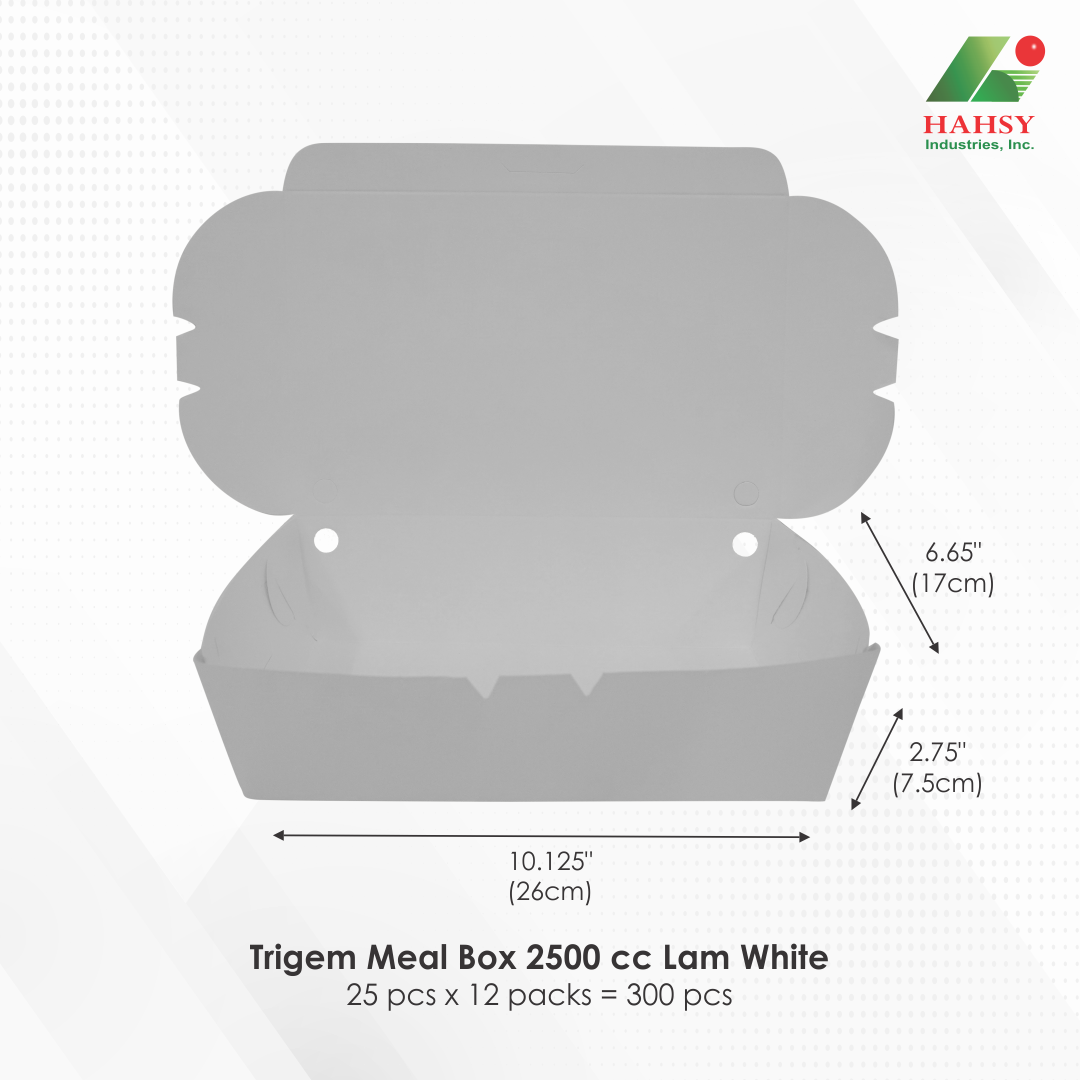 HAHSY
Industries, Inc.
6.65"
(17cm)
2.75"
(7.5cm)
10.125"
(26cm)
Trigem Meal Box 2500 cc Lam White
25 pcs x 12 packs = 300 pcs